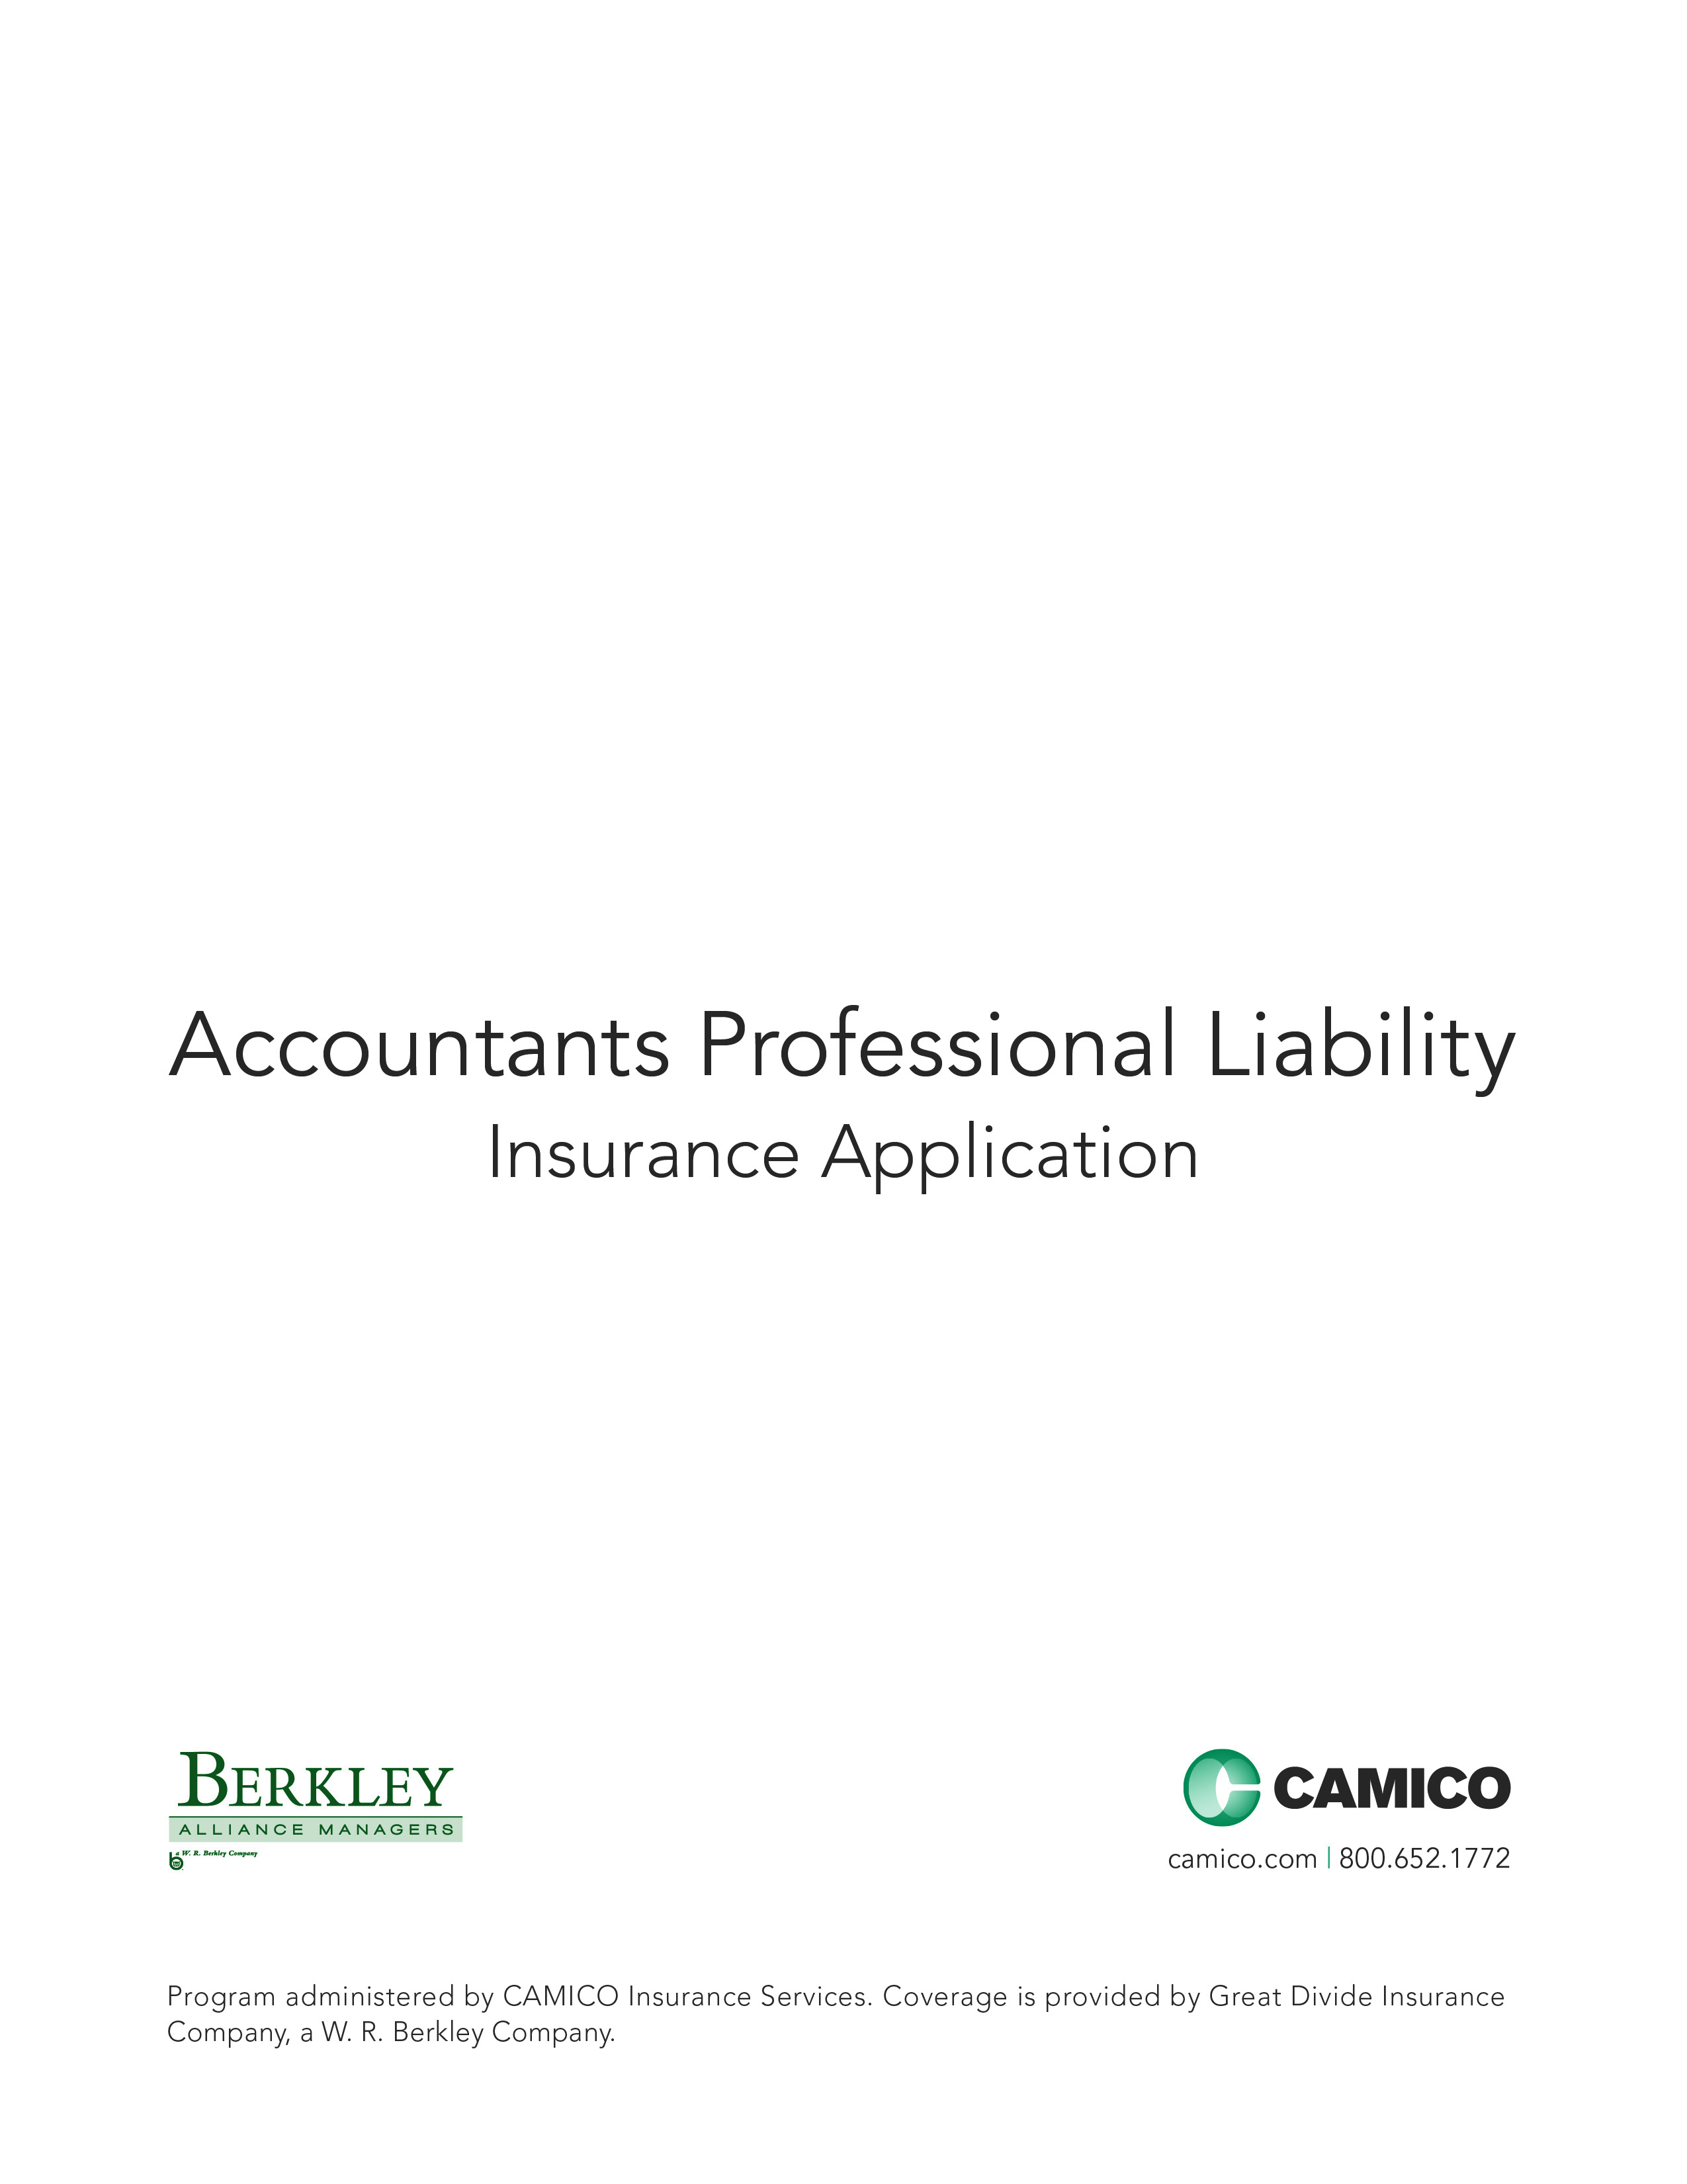 Accountants Professional Liability
Insurance Application
BERKLEY
ALLIANCE MANAGERS
a W. R. Berkley Company
CAMICO
camico.com | 800.652.1772
Program administered by CAMICO Insurance Services. Coverage is provided by Great Divide Insurance
Company, a W. R. Berkley Company.